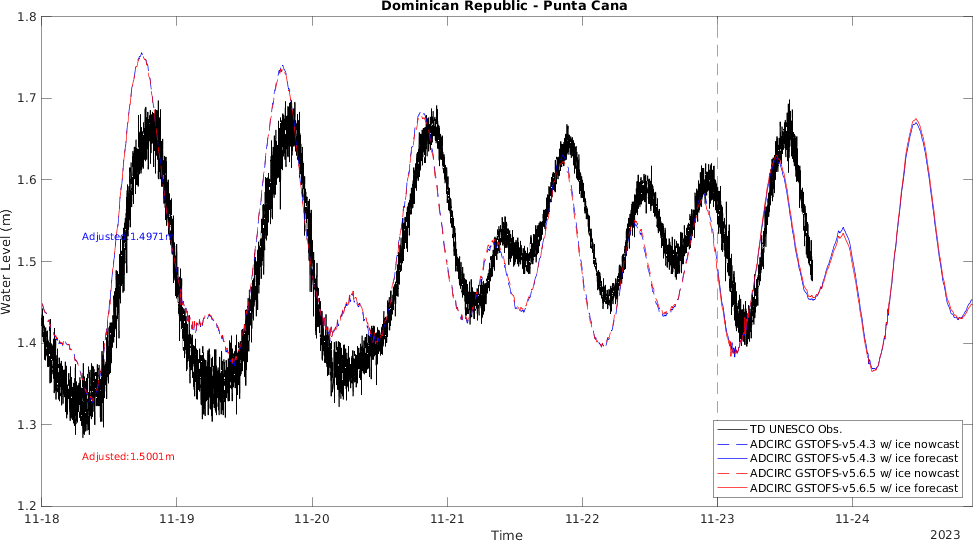 Dominican Republic - Punta Cana
Water Level (m)
1.8
1.7
1.6
1.5
1.4
1.3
1.2
Adjusted:1.4971m
Adjusted:1.5001m
TD UNESCO Obs.
ADCIRC GSTOFS-v5.4.3 w/ ice nowcast
ADCIRC GSTOFS-v5.4.3 w/ ice forecast
ADCIRC GSTOFS-v5.6.5 w/ ice nowcast
ADCIRC GSTOFS-v5.6.5 w/ ice forecast
11-18 11-19 11-20 11-21 11-22 11-23 11-24
Time
2023